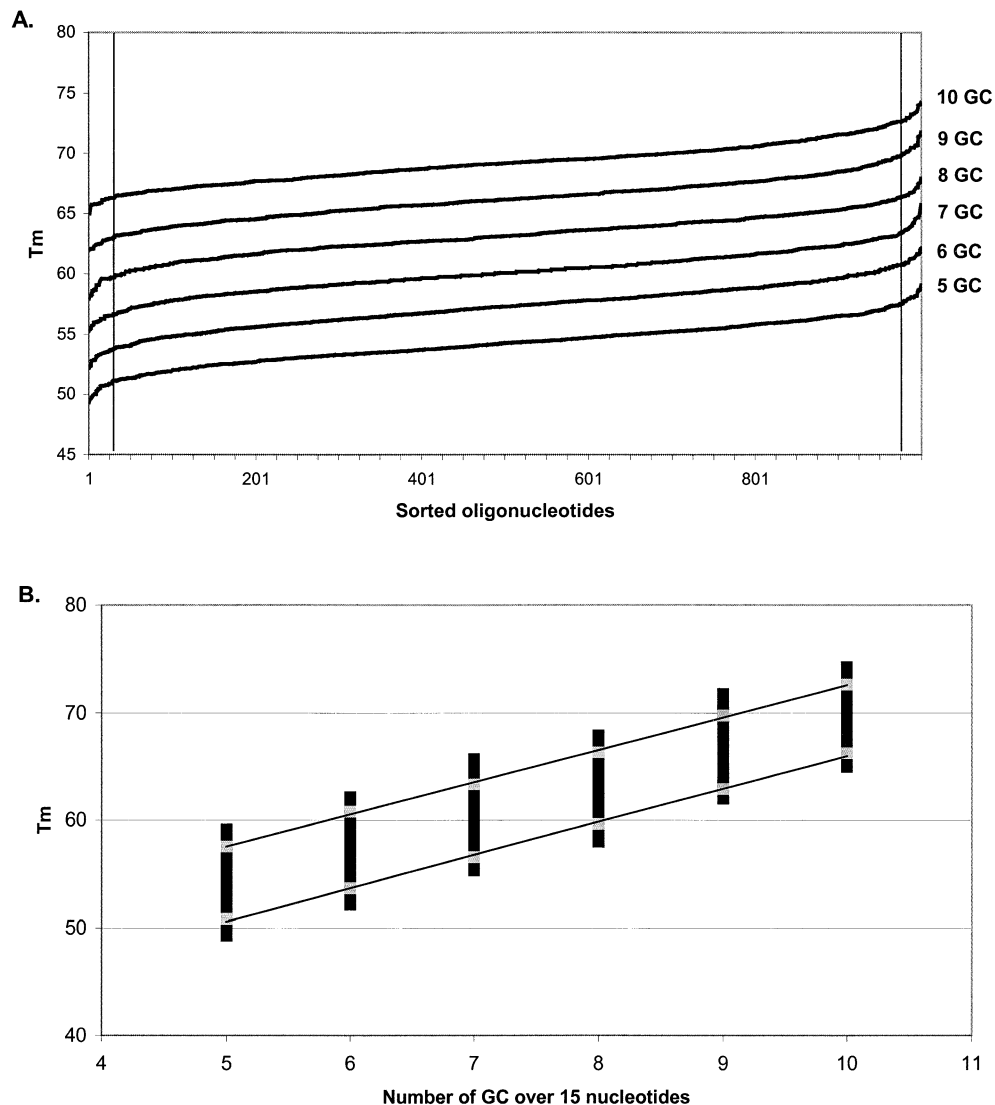 A.
80
75
70
65
60
55
50
45
Tm
10 GC
9 GC
8 GC
7 GC
6 GC
5 GC
1 201 401 601 801
Sorted oligonucleotides
B.
80
70
60
50
40
Tm
4 5 6 7 8 9 10 11
Number of GC over 15 nucleotides